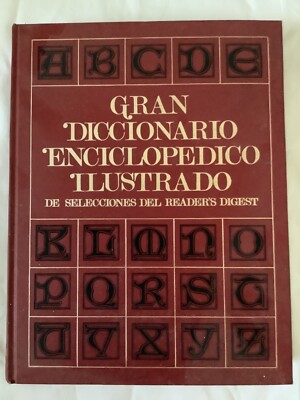 A B C D E
GRAN
DICCIONARIO
ENCICLOPEDICO
ILUSTRADO
DE SELECCIONES DEL READER'S DIGEST
K L M N O
P Q R S T
U V X Y Z